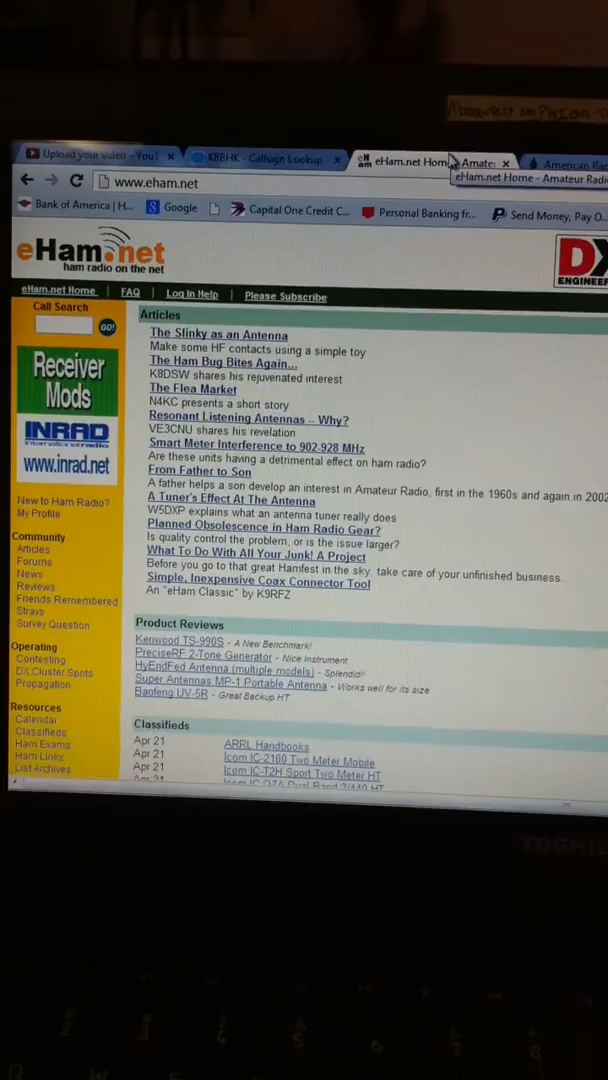 Absolutely No
Upload your video - You
K8BHK - Callsign Lookup
eHam.net Hom
Amate
American Ra
www.eham.net
eHam.net Home - Amateur Radi
Bank of America | H...
Google
Capital One Credit C...
Personal Banking fr...
Send Money, Pay O...
eHam.net
ham radio on the net
DX
ENGINEER
eHam.net Home | FAQ | Log In Help | Please Subscribe
Call Search
GO!
Receiver
Mods
INRAD
international radio
www.inrad.net
New to Ham Radio?
My Profile
Community
Articles
Forums
News
Reviews
Friends Remembered
Strays
Survey Question
Operating
Contesting
DX Cluster Spots
Propagation
Resources
Calendar
Classifieds
Ham Exams
Ham Links
List Archives
Articles
The Slinky as an Antenna
Make some HF contacts using a simple toy
The Ham Bug Bites Again...
K8DSW shares his rejuvenated interest
The Flea Market
N4KC presents a short story
Resonant Listening Antennas -- Why?
VE3CNU shares his revelation
Smart Meter Interference to 902-928 MHz
Are these units having a detrimental effect on ham radio?
From Father to Son
A father helps a son develop an interest in Amateur Radio, first in the 1960s and again in 2002
A Tuner's Effect At The Antenna
W5DXP explains what an antenna tuner really does
Planned Obsolescence in Ham Radio Gear?
Is quality control the problem, or is the issue larger?
What To Do With All Your Junk! A Project
Before you go to that great Hamfest in the sky, take care of your unfinished business.
Simple, Inexpensive Coax Connector Tool
An "eHam Classic" by K9RFZ
Product Reviews
Kenwood TS-990S - A New Benchmark!
PreciseRF 2-Tone Generator - Nice Instrument
HyEndFed Antenna (multiple models) - Splendid!
Super Antennas MP-1 Portable Antenna - Works well for its size
Baofeng UV-5R - Great Backup HT
Classifieds
Apr 21 ARRL Handbooks
Apr 21 Icom IC-2100 Two Meter Mobile
Apr 21 Icom IC-T2H Sport Two Meter HT
Apr 21
TOSHI